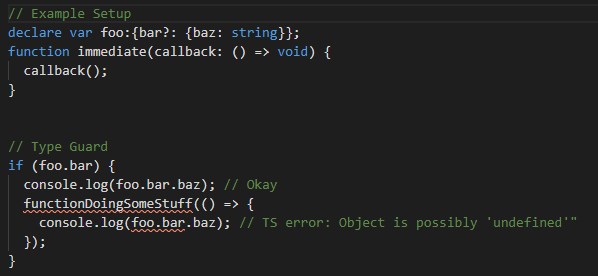 // Example Setup
declare var foo:{bar?: {baz: string}};
function immediate(callback: () => void) {
  callback();
}
// Type Guard
if (foo.bar) {
  console.log(foo.bar.baz); // Okay
  functionDoingSomeStuff(() => {
    console.log(foo.bar.baz); // TS error: Object is possibly 'undefined'"
  });
}